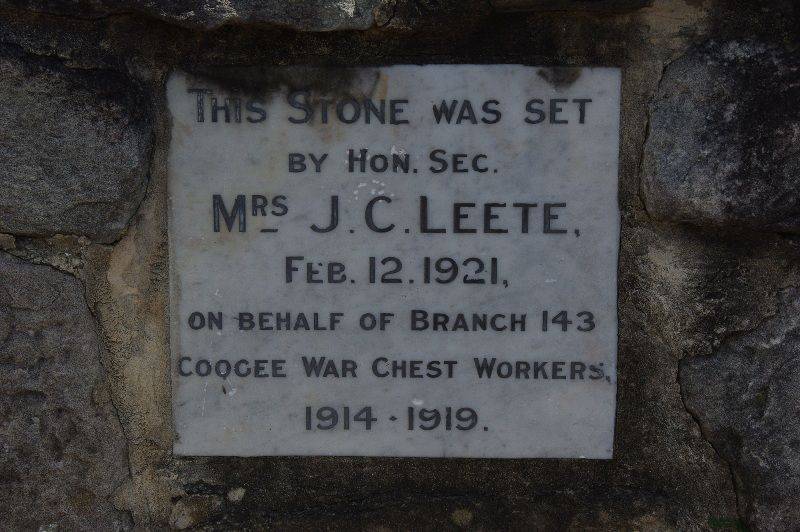 This Stone was set
by Hon. Sec.
Mrs J.C. Leete,
Feb. 12. 1921,
on behalf of Branch 143
Coogee War Chest Workers,
1914 - 1919.